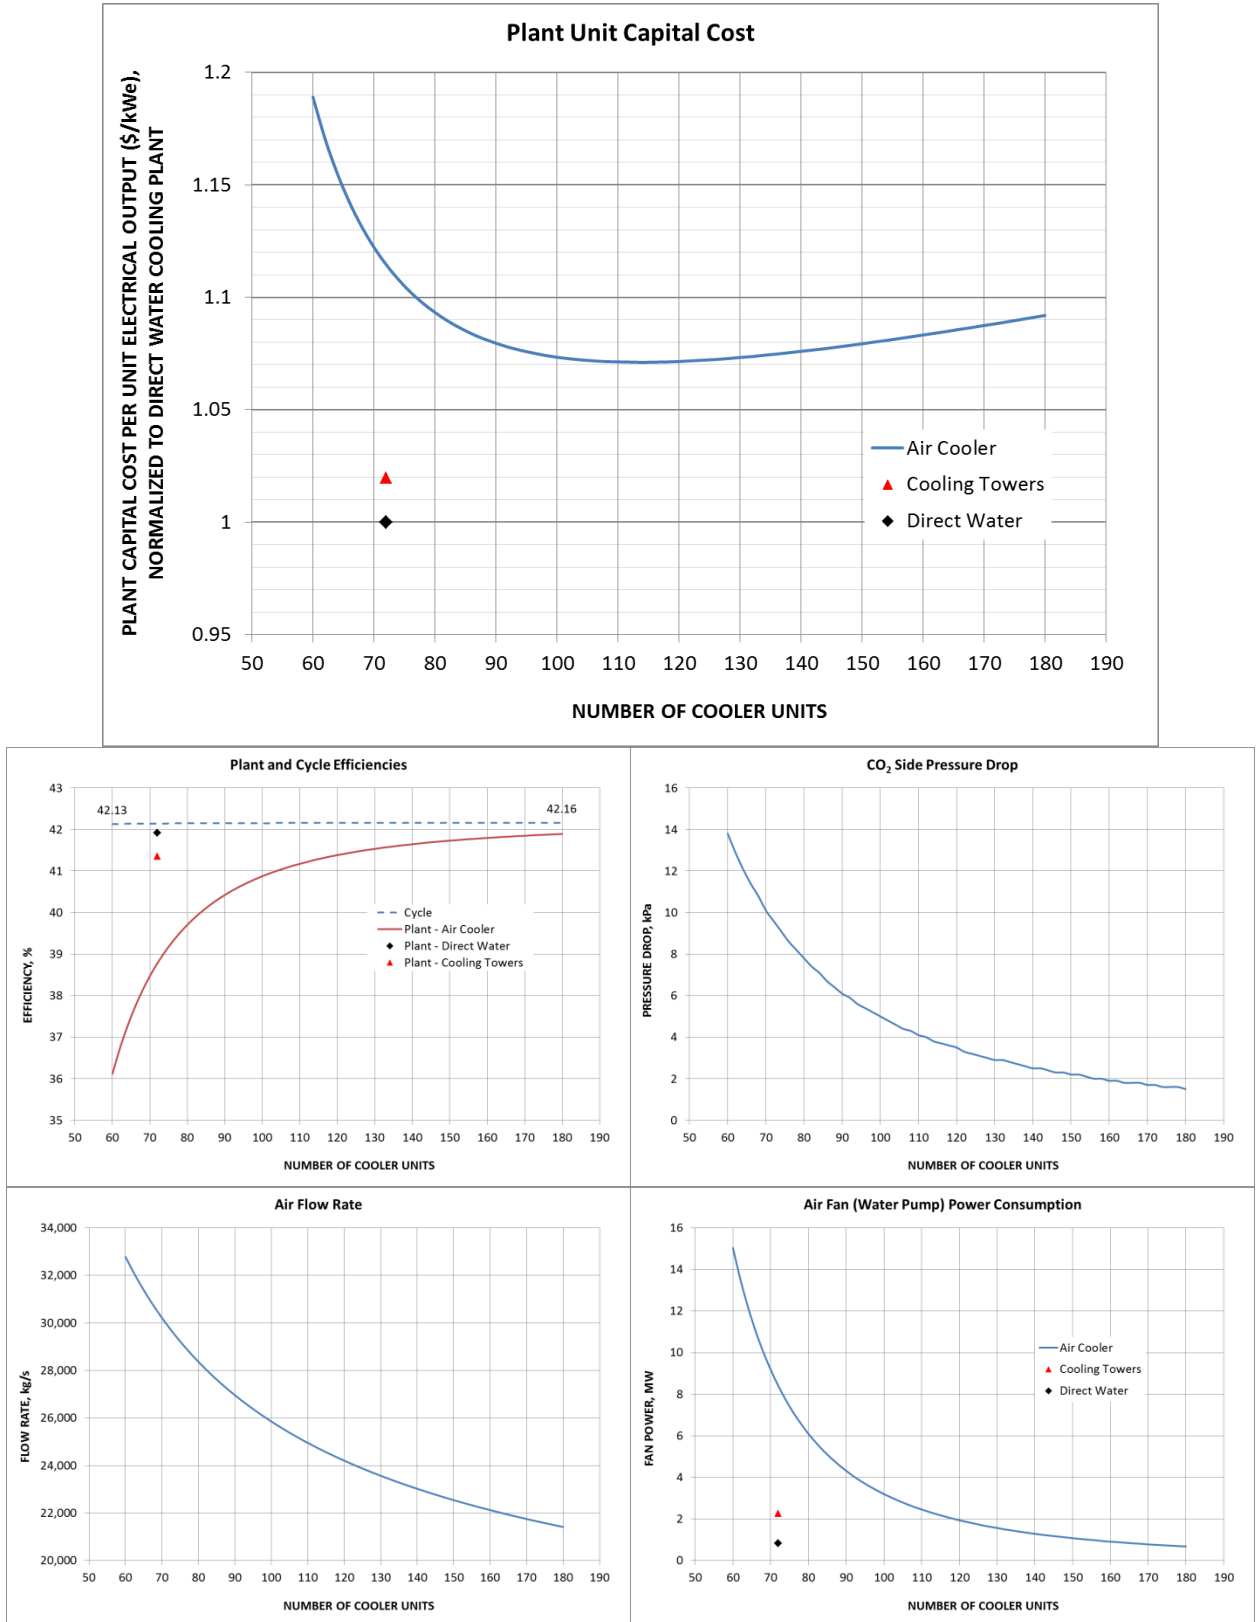 Plant Unit Capital Cost
PLANT CAPITAL COST PER UNIT ELECTRICAL OUTPUT ($/kWe),
NORMALIZED TO DIRECT WATER COOLING PLANT
1.2
1.15
1.1
1.05
1
0.95
50 60 70 80 90 100 110 120 130 140 150 160 170 180 190
NUMBER OF COOLER UNITS
Air Cooler
Cooling Towers
Direct Water
Plant and Cycle Efficiencies
EFFICIENCY, %
43
42
41
40
39
38
37
36
35
42.13
42.16
Cycle
Plant - Air Cooler
Plant - Direct Water
Plant - Cooling Towers
50 60 70 80 90 100 110 120 130 140 150 160 170 180 190
NUMBER OF COOLER UNITS
CO₂ Side Pressure Drop
PRESSURE DROP, kPa
16
14
12
10
8
6
4
2
0
50 60 70 80 90 100 110 120 130 140 150 160 170 180 190
NUMBER OF COOLER UNITS
Air Flow Rate
FLOW RATE, kg/s
34,000
32,000
30,000
28,000
26,000
24,000
22,000
20,000
50 60 70 80 90 100 110 120 130 140 150 160 170 180 190
NUMBER OF COOLER UNITS
Air Fan (Water Pump) Power Consumption
FAN POWER, MW
16
14
12
10
8
6
4
2
0
Air Cooler
Cooling Towers
Direct Water
50 60 70 80 90 100 110 120 130 140 150 160 170 180 190
NUMBER OF COOLER UNITS